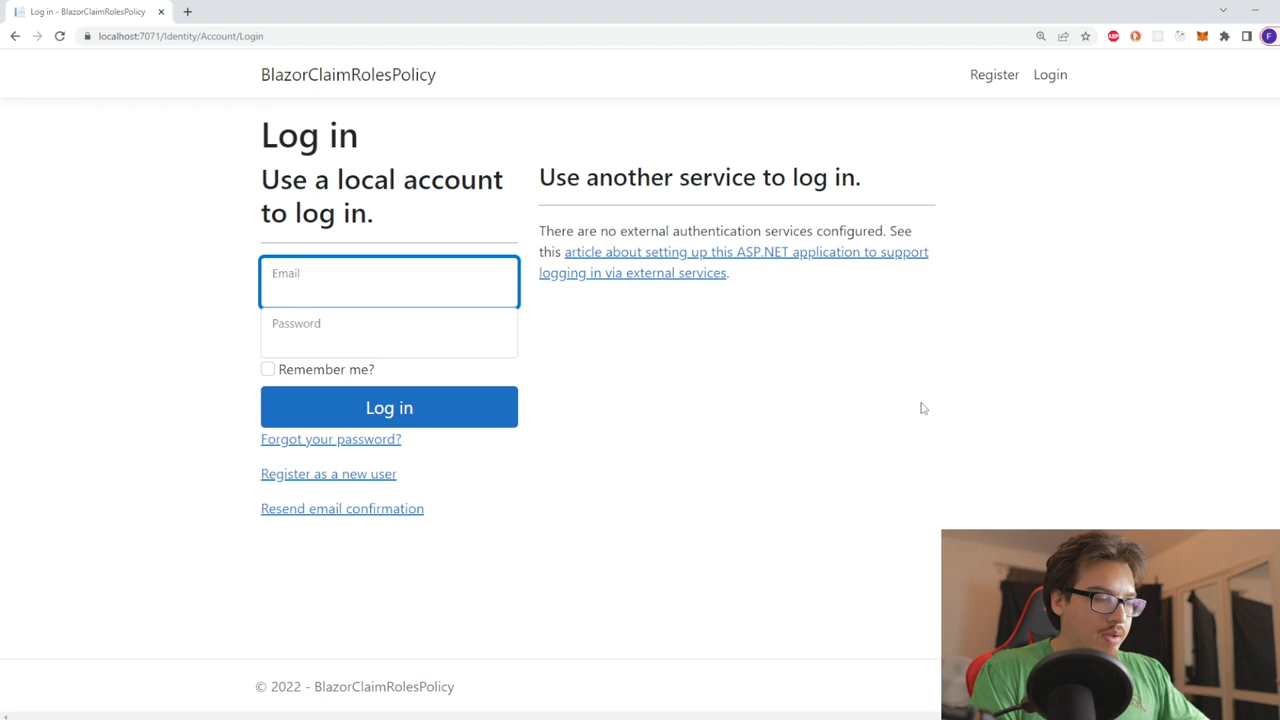 Log in - BlazorClaimRolesPolicy
localhost:7071/Identity/Account/Login
ABP
F
BlazorClaimRolesPolicy
Register
Login
Log in
Use a local account
to log in.
Use another service to log in.
There are no external authentication services configured. See
this article about setting up this ASP.NET application to support
logging in via external services.
Email
Password
Remember me?
Log in
Forgot your password?
Register as a new user
Resend email confirmation
© 2022 - BlazorClaimRolesPolicy